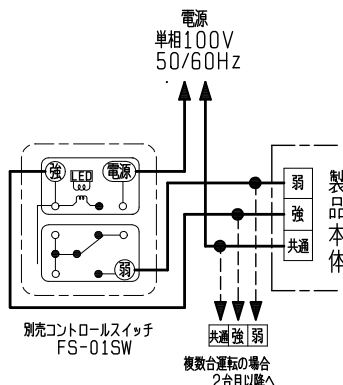 電源
単相100V
50/60Hz
強
LED
電源
弱
弱
強
共通
製品本体
別売コントロールスイッチ
FS-01SW
共通 強 弱
複数台運転の場合
2台目以降へ